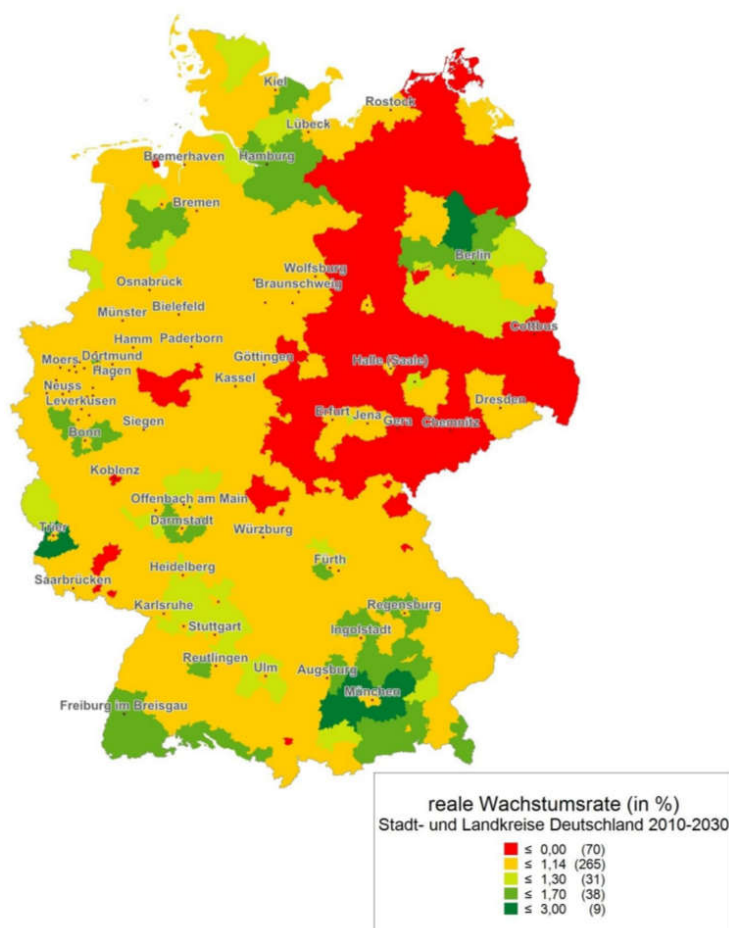 Kiel
Rostock
Lübeck
Bremerhaven
Hamburg
Bremen
Berlin
Wolfsburg
Osnabrück
Braunschweig
Münster
Bielefeld
Cottbus
Hamm
Paderborn
Moers
Dortmund
Göttingen
Halle (Saale)
Hagen
Neuss
Kassel
Leverkusen
Dresden
Erfurt
Jena
Gera
Chemnitz
Siegen
Bonn
Koblenz
Offenbach am Main
Trier
Darmstadt
Würzburg
Heidelberg
Fürth
Saarbrücken
Karlsruhe
Regensburg
Stuttgart
Ingolstadt
Reutlingen
Ulm
Augsburg
München
Freiburg im Breisgau
reale Wachstumsrate (in %)
Stadt- und Landkreise Deutschland 2010-2030
≤ 0,00 (70)
≤ 1,14 (265)
≤ 1,30 (31)
≤ 1,70 (38)
≤ 3,00 (9)